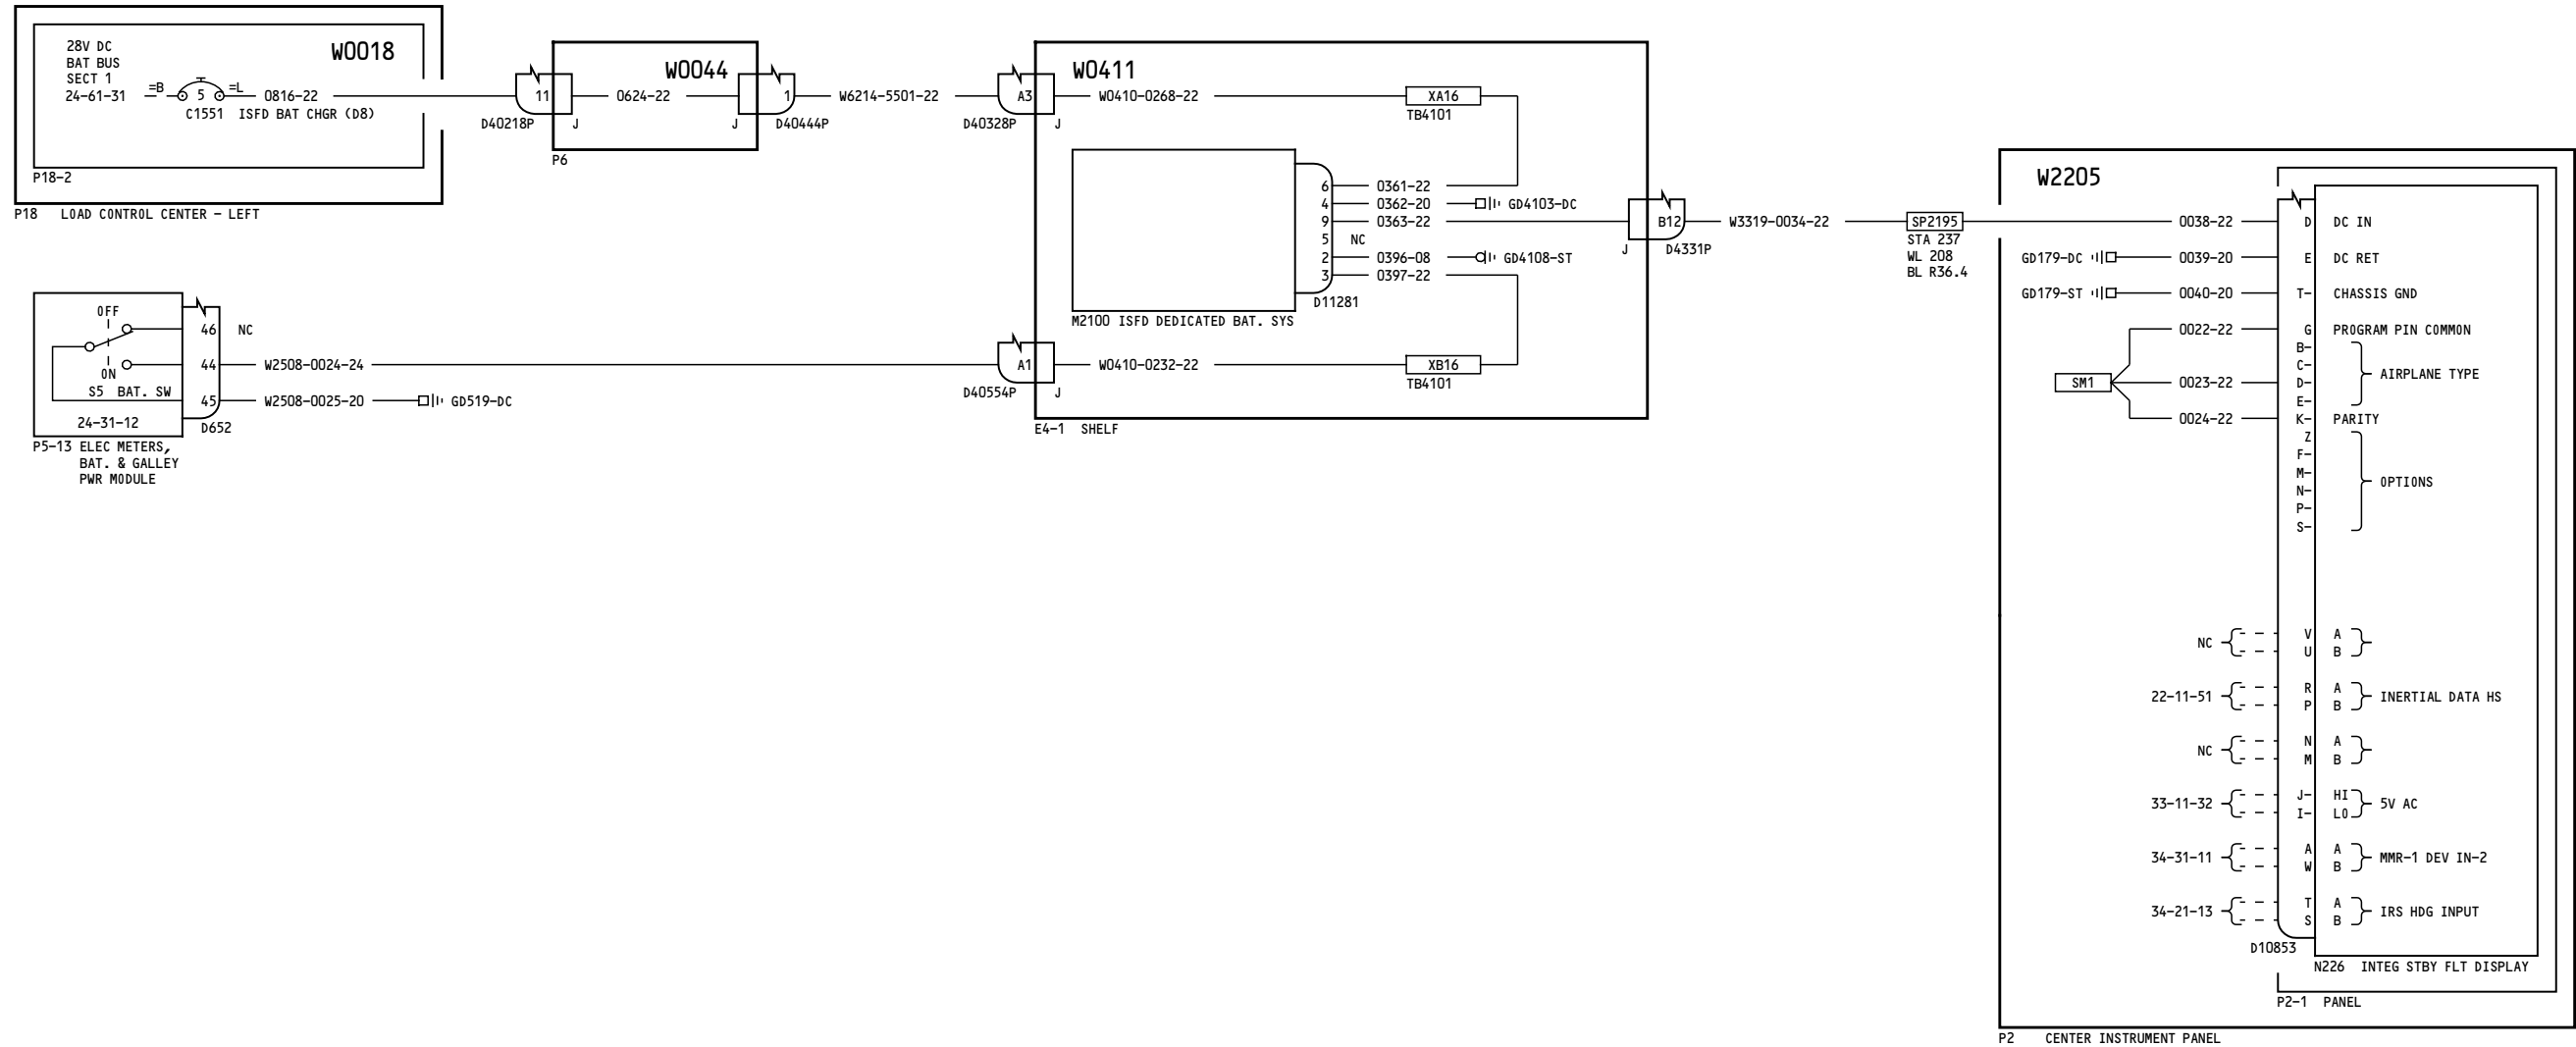 28V DC
BAT BUS
SECT 1
24-61-31
=B
5
=L
0816-22
C1551 ISFD BAT CHGR (D8)
W0018
P18-2
P18 LOAD CONTROL CENTER - LEFT
11
D40218P
J
W0044
0624-22
J
1
D40444P
P6
W6214-5501-22
A3
D40328P
J
W0411
W0410-0268-22
XA16
TB4101
6
0361-22
4
0362-20
GD4103-DC
9
0363-22
5
NC
2
0396-08
GD4108-ST
3
0397-22
D11281
M2100 ISFD DEDICATED BAT. SYS
A1
D40554P
J
W0410-0232-22
XB16
TB4101
E4-1 SHELF
J
B12
D4331P
W3319-0034-22
SP2195
STA 237
WL 208
BL R36.4
OFF
ON
S5 BAT. SW
24-31-12
46
NC
44
W2508-0024-24
45
W2508-0025-20
GD519-DC
D652
P5-13 ELEC METERS,
BAT. & GALLEY
PWR MODULE
W2205
0038-22
D
DC IN
GD179-DC
0039-20
E
DC RET
GD179-ST
0040-20
T-
CHASSIS GND
0022-22
G
PROGRAM PIN COMMON
B-
C-
SM1
0023-22
D-
AIRPLANE TYPE
E-
0024-22
K-
PARITY
Z
F-
M-
N-
OPTIONS
P-
S-
NC
V
A
U
B
22-11-51
R
A
P
B
INERTIAL DATA HS
NC
N
A
M
B
33-11-32
J-
HI
I-
LO
5V AC
34-31-11
A
A
W
B
MMR-1 DEV IN-2
34-21-13
T
A
S
B
IRS HDG INPUT
D10853
N226 INTEG STBY FLT DISPLAY
P2-1 PANEL
P2 CENTER INSTRUMENT PANEL